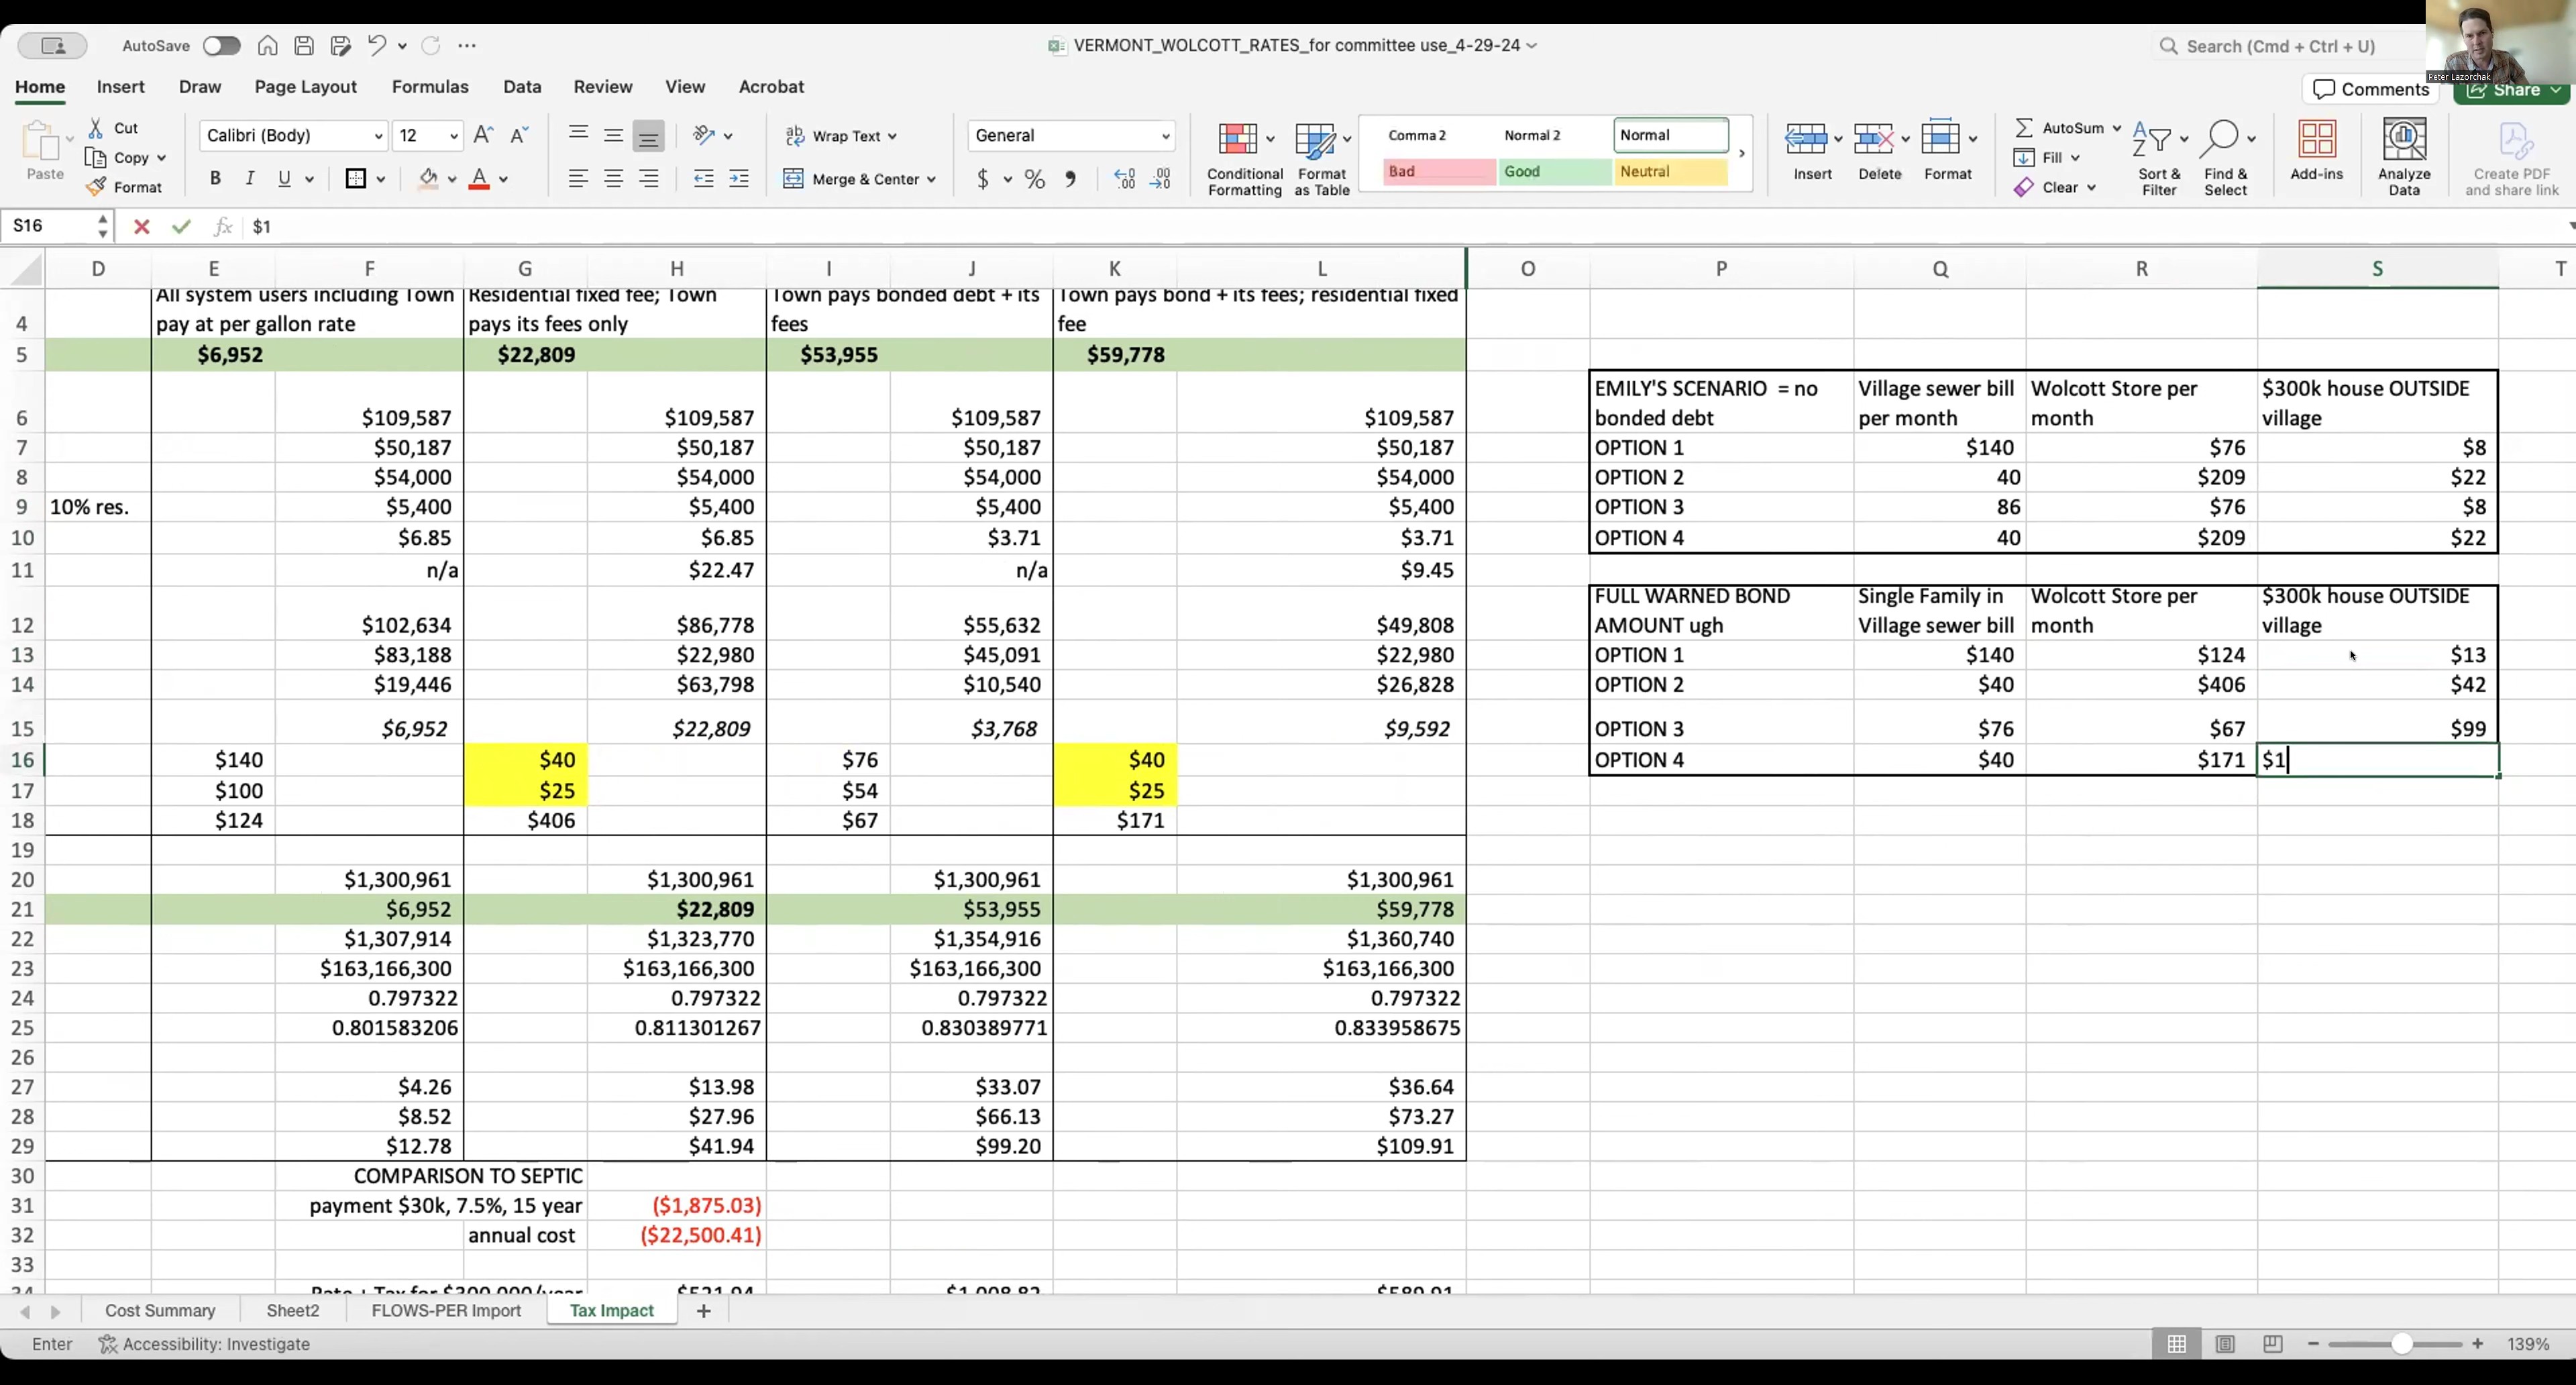 AutoSave
VERMONT_WOLCOTT_RATES_for committee use_4-29-24
Search (Cmd + Ctrl + U)
Peter Lazorchak
Home Insert Draw Page Layout Formulas Data Review View Acrobat
Comments Share
Paste Cut Copy Format
Calibri (Body) 12
B I U
Wrap Text
Merge & Center
General
Conditional Formatting
Format as Table
Comma 2 Normal 2 Normal
Bad Good Neutral
Insert Delete Format
AutoSum
Fill
Clear
Sort & Filter
Find & Select
Add-ins
Analyze Data
Create PDF and share link
S16 fx $1
D E F G H I J K L O P Q R S T
All system users including Town Residential fixed fee; Town Town pays bonded debt + its Town pays bond + its fees; residential fixed
4 pay at per gallon rate pays its fees only fees fee
5 $6,952 $22,809 $53,955 $59,778
EMILY'S SCENARIO = no Village sewer bill Wolcott Store per $300k house OUTSIDE
6 $109,587 $109,587 $109,587 $109,587 bonded debt per month month village
7 $50,187 $50,187 $50,187 $50,187 OPTION 1 $140 $76 $8
8 $54,000 $54,000 $54,000 $54,000 OPTION 2 40 $209 $22
9 10% res. $5,400 $5,400 $5,400 $5,400 OPTION 3 86 $76 $8
10 $6.85 $6.85 $3.71 $3.71 OPTION 4 40 $209 $22
11 n/a $22.47 n/a $9.45
FULL WARNED BOND Single Family in Wolcott Store per $300k house OUTSIDE
12 $102,634 $86,778 $55,632 $49,808 AMOUNT ugh Village sewer bill month village
13 $83,188 $22,980 $45,091 $22,980 OPTION 1 $140 $124 $13
14 $19,446 $63,798 $10,540 $26,828 OPTION 2 $40 $406 $42
15 $6,952 $22,809 $3,768 $9,592 OPTION 3 $76 $67 $99
16 $140 $40 $76 $40 OPTION 4 $40 $171 $1
17 $100 $25 $54 $25
18 $124 $406 $67 $171
19
20 $1,300,961 $1,300,961 $1,300,961 $1,300,961
21 $6,952 $22,809 $53,955 $59,778
22 $1,307,914 $1,323,770 $1,354,916 $1,360,740
23 $163,166,300 $163,166,300 $163,166,300 $163,166,300
24 0.797322 0.797322 0.797322 0.797322
25 0.801583206 0.811301267 0.830389771 0.833958675
26
27 $4.26 $13.98 $33.07 $36.64
28 $8.52 $27.96 $66.13 $73.27
29 $12.78 $41.94 $99.20 $109.91
30 COMPARISON TO SEPTIC
31 payment $30k, 7.5%, 15 year ($1,875.03)
32 annual cost ($22,500.41)
33
34 Rate + Tax for $300,000/year $521.94 $1,008.82 $589.91
Cost Summary Sheet2 FLOWS-PER Import Tax Impact +
Enter Accessibility: Investigate 139%